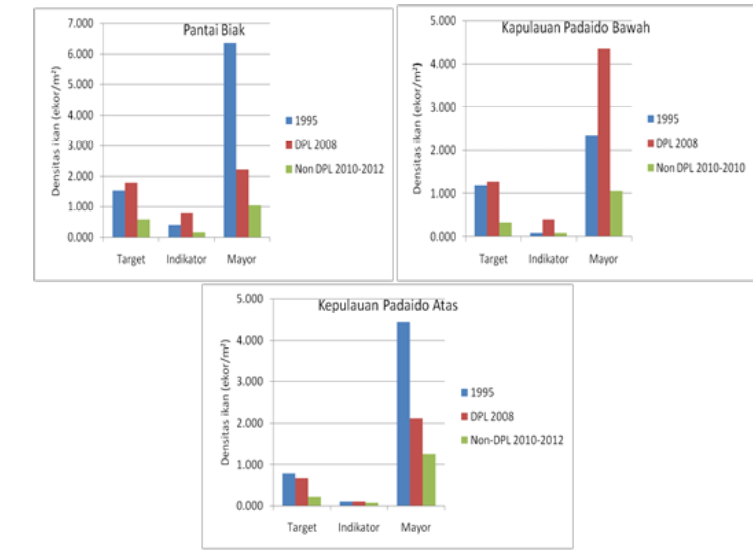 Pantai Biak
Densitas ikan (ekor/m²)
7.000
6.000
5.000
4.000
3.000
2.000
1.000
0.000
Target Indikator Mayor
1995
DPL 2008
Non DPL 2010-2012
Kapulauan Padaido Bawah
Densitas ikan (ekor/m²)
5.000
4.000
3.000
2.000
1.000
0.000
Target Indikator Mayor
1995
DPL 2008
Non DPL 2010-2010
Kepulauan Padaido Atas
Densitas ikan (ekor/m²)
5.000
4.000
3.000
2.000
1.000
0.000
Target Indikator Mayor
1995
DPL 2008
Non-DPL 2010-2012